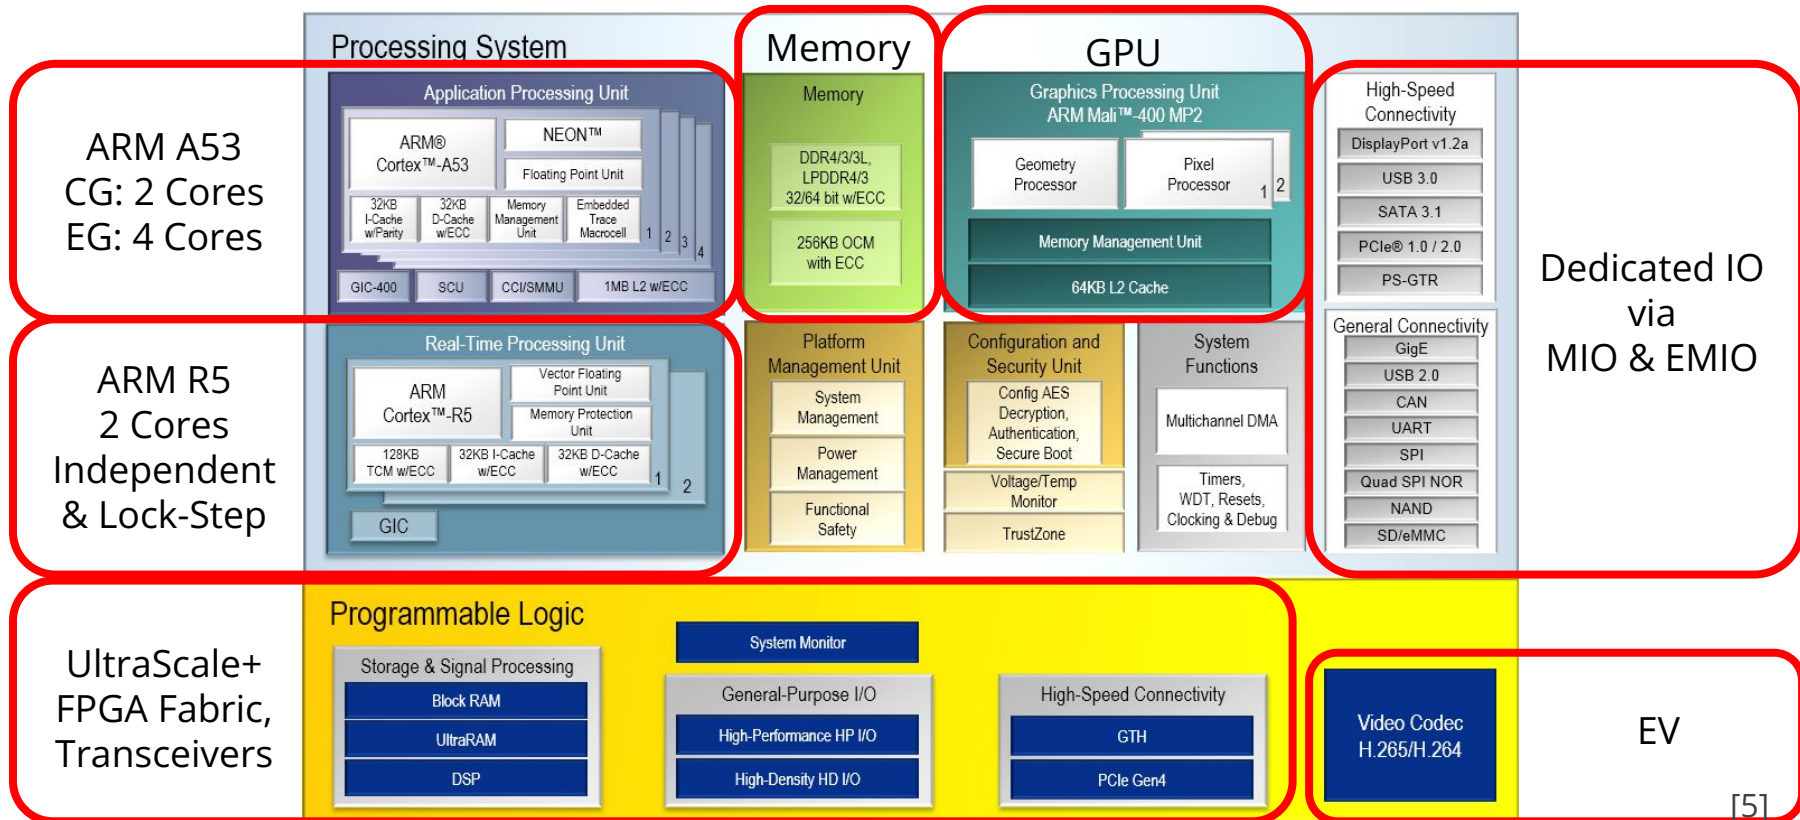 Processing System
Memory
GPU
ARM A53
CG: 2 Cores
EG: 4 Cores
Application Processing Unit
ARM®
Cortex™-A53
NEON™
Floating Point Unit
32KB
I-Cache
w/Parity
32KB
D-Cache
w/ECC
Memory
Management
Unit
Embedded
Trace
Macrocell
1
2
3
4
GIC-400
SCU
CCI/SMMU
1MB L2 w/ECC
Memory
DDR4/3/3L,
LPDDR4/3
32/64 bit w/ECC
256KB OCM
with ECC
Graphics Processing Unit
ARM Mali™-400 MP2
Geometry
Processor
Pixel
Processor
1
2
Memory Management Unit
64KB L2 Cache
High-Speed
Connectivity
DisplayPort v1.2a
USB 3.0
SATA 3.1
PCIe® 1.0 / 2.0
PS-GTR
Dedicated IO
via
MIO & EMIO
ARM R5
2 Cores
Independent
& Lock-Step
Real-Time Processing Unit
ARM
Cortex™-R5
Vector Floating
Point Unit
Memory Protection
Unit
128KB
TCM w/ECC
32KB I-Cache
w/ECC
32KB D-Cache
w/ECC
1
2
GIC
Platform
Management Unit
System
Management
Power
Management
Functional
Safety
Configuration and
Security Unit
Config AES
Decryption,
Authentication,
Secure Boot
Voltage/Temp
Monitor
TrustZone
System
Functions
Multichannel DMA
Timers,
WDT, Resets,
Clocking & Debug
General Connectivity
GigE
USB 2.0
CAN
UART
SPI
Quad SPI NOR
NAND
SD/eMMC
UltraScale+
FPGA Fabric,
Transceivers
Programmable Logic
Storage & Signal Processing
Block RAM
UltraRAM
DSP
System Monitor
General-Purpose I/O
High-Performance HP I/O
High-Density HD I/O
High-Speed Connectivity
GTH
PCIe Gen4
Video Codec
H.265/H.264
EV
[5]